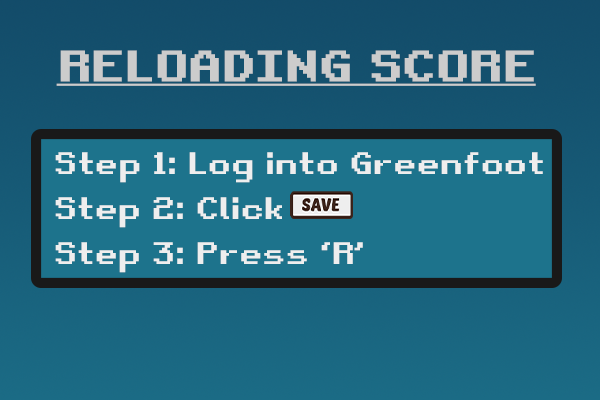 RELOADING SCORE
Step 1: Log into Greenfoot
Step 2: Click SAVE
Step 3: Press ‘R’